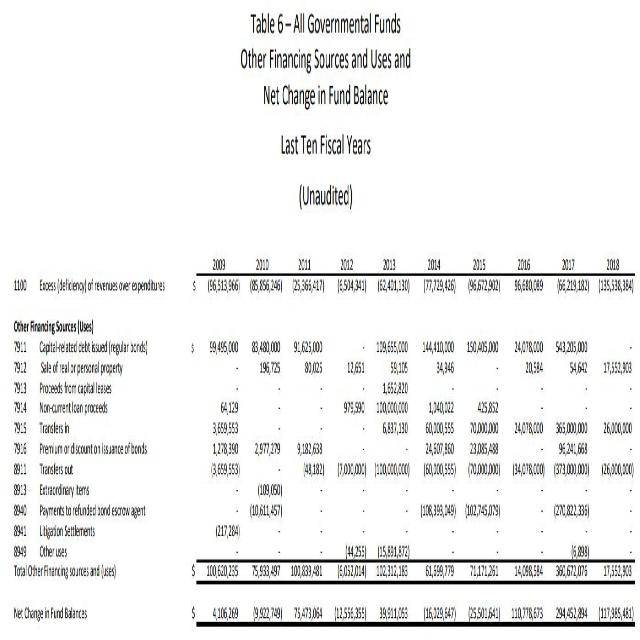 Table 6 – All Governmental Funds
Other Financing Sources and Uses and
Net Change in Fund Balance
Last Ten Fiscal Years
(Unaudited)
2009 2010 2011 2012 2013 2014 2015 2016 2017 2018
1100 Excess (deficiency) of revenues over expenditures $ (96,513,966) (85,856,246) (25,366,417) (6,504,341) (62,401,130) (77,729,426) (96,672,902) 96,680,089 (66,219,182) (135,538,384)
Other Financing Sources (Uses)
7911 Capital-related debt issued (regular bonds) $ 99,495,000 83,480,000 91,625,000 - 109,655,000 144,410,000 150,405,000 24,078,000 543,205,000 -
7912 Sale of real or personal property - 196,725 80,025 12,651 59,105 34,946 - 20,584 54,642 17,552,903
7913 Proceeds from capital leases - - - - 1,652,820 - - - - -
7914 Non-current loan proceeds 64,129 - - 979,590 100,000,000 1,040,022 425,852 - - -
7915 Transfers in 3,659,553 - - - 6,837,130 60,000,555 70,000,000 24,078,000 365,000,000 26,000,000
7916 Premium or discount on issuance of bonds 1,278,390 2,977,279 9,182,638 - - 24,607,860 23,085,488 - 96,241,668 -
8911 Transfers out (3,659,553) - (48,182) (7,000,000) (100,000,000) (60,000,555) (70,000,000) (34,078,000) (373,000,000) (26,000,000)
8913 Extraordinary items - (109,050) - - - - - - - -
8940 Payments to refunded bond escrow agent - (10,611,457) - - - (108,393,049) (102,745,079) - (270,822,336) -
8941 Litigation Settlements (217,284) - - - - - - - - -
8949 Other uses - - - (44,255) (15,891,872) - - - (6,898) -
Total Other Financing sources and (uses) $ 100,620,235 75,933,497 100,839,481 (6,052,014) 102,312,183 61,699,779 71,171,261 14,098,584 360,672,076 17,552,903
Net Change in Fund Balances $ 4,106,269 (9,922,749) 75,473,064 (12,556,355) 39,911,053 (16,029,647) (25,501,641) 110,778,673 294,452,894 (117,985,481)